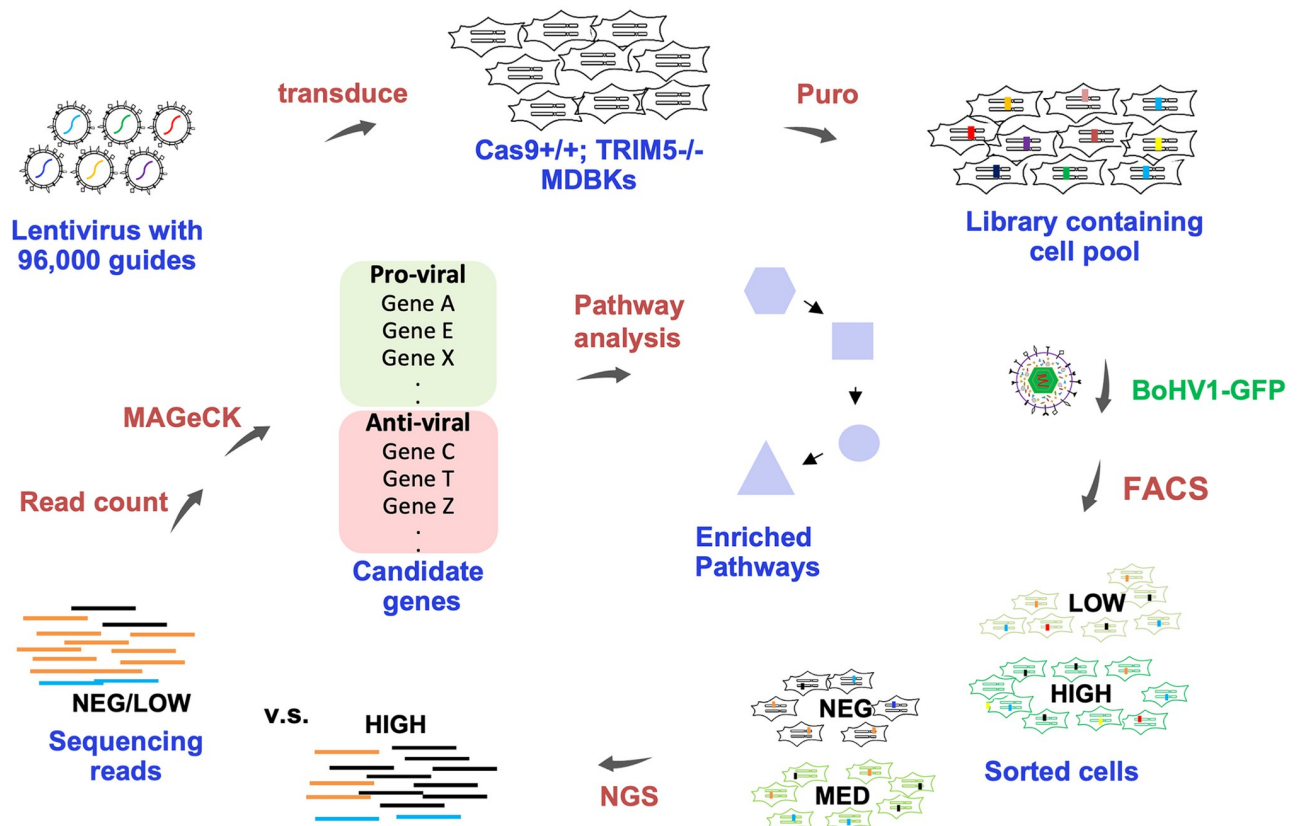 transduce
Puro
Cas9+/+; TRIM5-/-
MDBKs
Lentivirus with
96,000 guides
Library containing
cell pool
BoHV1-GFP
FACS
LOW
HIGH
Sorted cells
NEG
MED
NGS
NEG/LOW
v.s.
HIGH
Sequencing
reads
Read count
MAGeCK
Pro-viral
Gene A
Gene E
Gene X
.
Anti-viral
Gene C
Gene T
Gene Z
.
.
Candidate
genes
Pathway
analysis
Enriched
Pathways